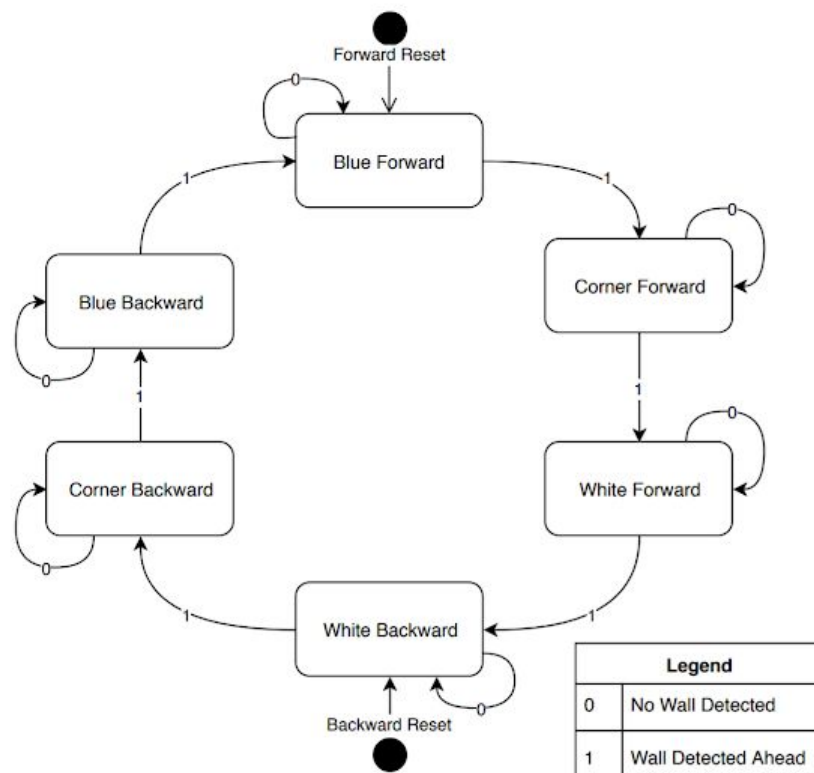 Forward Reset
0
Blue Forward
1
1
0
Blue Backward
Corner Forward
0
1
1
0
Corner Backward
White Forward
0
1
White Backward
1
0
Backward Reset
Legend
0 No Wall Detected
1 Wall Detected Ahead